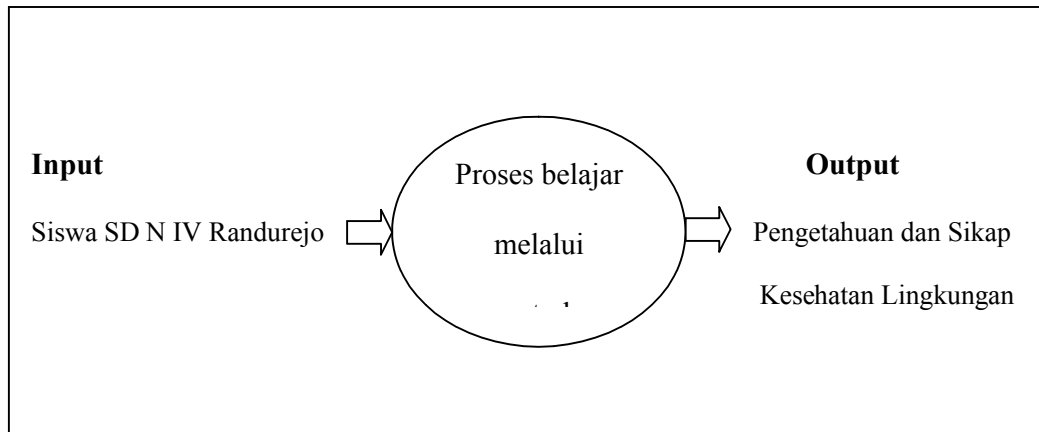 Input
Siswa SD N IV Randurejo
Proses belajar
melalui
Output
Pengetahuan dan Sikap
Kesehatan Lingkungan